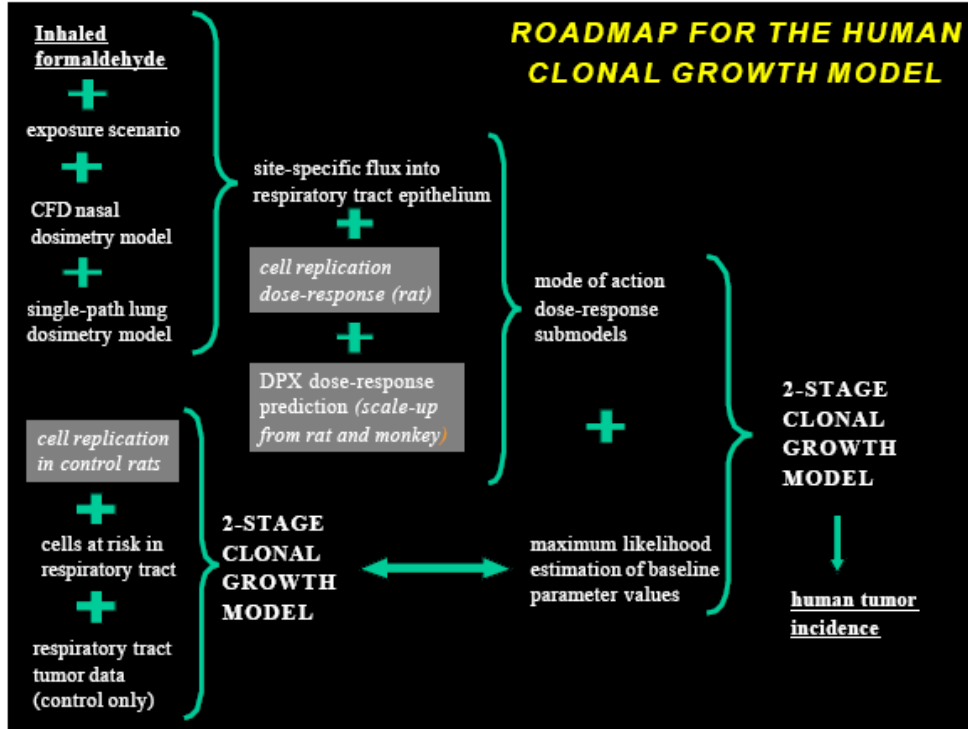 ROADMAP FOR THE HUMAN
CLONAL GROWTH MODEL
Inhaled
formaldehyde
+
exposure scenario
+
CFD nasal
dosimetry model
+
single-path lung
dosimetry model
site-specific flux into
respiratory tract epithelium
+
cell replication
dose-response (rat)
+
DPX dose-response
prediction (scale-up
from rat and monkey)
mode of action
dose-response
submodels
+
cell replication
in control rats
+
cells at risk in
respiratory tract
+
respiratory tract
tumor data
(control only)
2-STAGE
CLONAL
GROWTH
MODEL
maximum likelihood
estimation of baseline
parameter values
2-STAGE
CLONAL
GROWTH
MODEL
human tumor
incidence